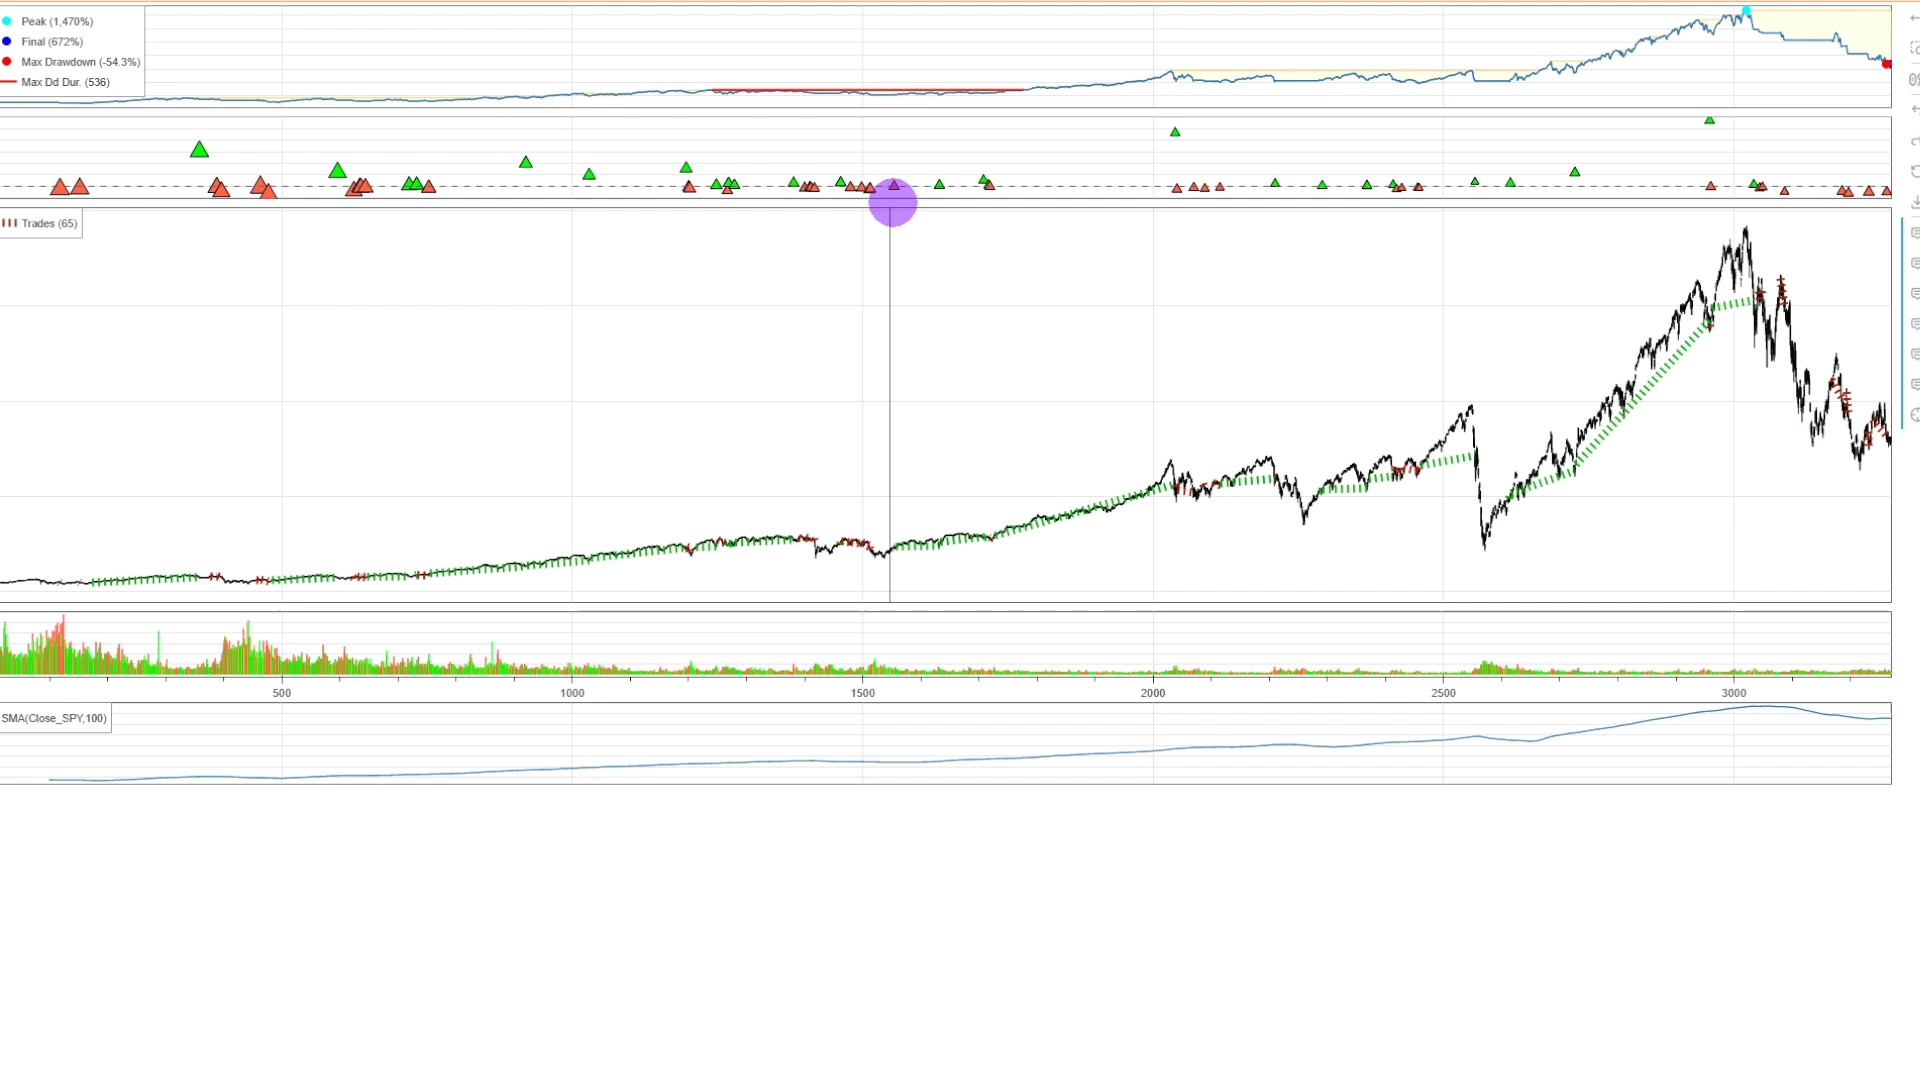 Peak (1,470%)
Final (672%)
Max Drawdown (-54.3%)
Max Dd Dur. (536)
Trades (65)
500
1000
1500
2000
2500
3000
SMA(Close_SPY,100)